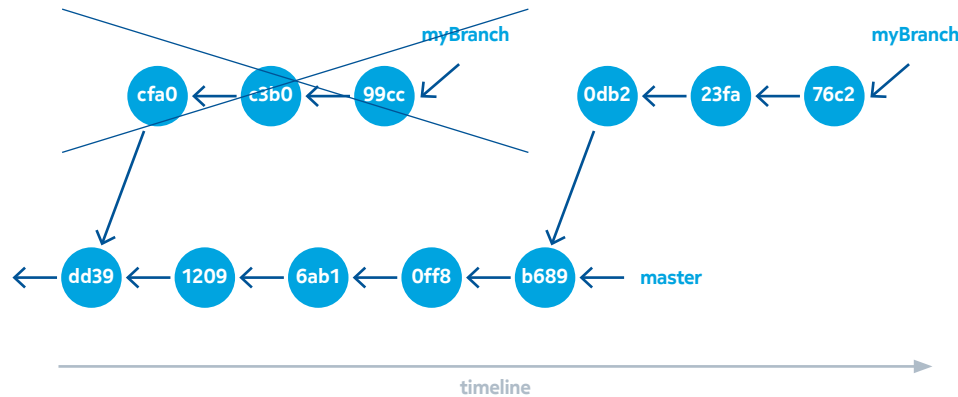 myBranch
myBranch
cfa0
c3b0
99cc
0db2
23fa
76c2
dd39
1209
6ab1
0ff8
b689
master
timeline